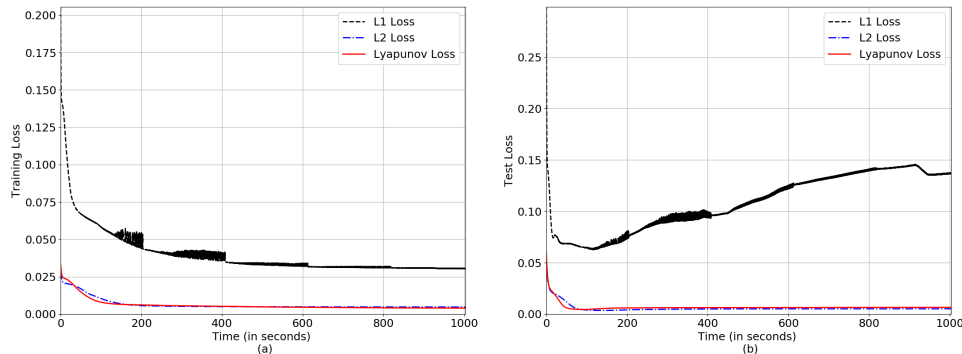 L1 Loss
L2 Loss
Lyapunov Loss
Training Loss
0.200
0.175
0.150
0.125
0.100
0.075
0.050
0.025
0.000
0 200 400 600 800 1000
Time (in seconds)
(a)
L1 Loss
L2 Loss
Lyapunov Loss
Test Loss
0.25
0.20
0.15
0.10
0.05
0.00
0 200 400 600 800 1000
Time (in seconds)
(b)